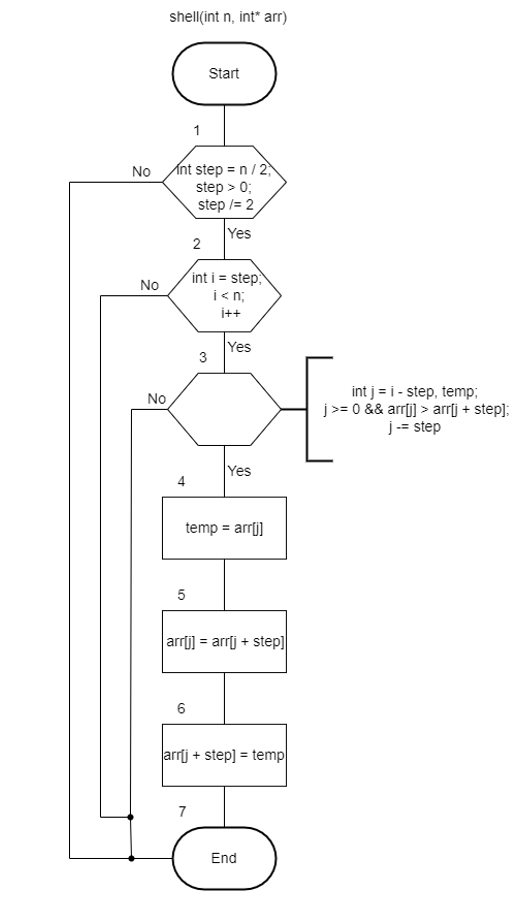 shell(int n, int* arr)
Start
1
No
int step = n / 2;
step > 0;
step /= 2
Yes
2
No
int i = step;
i < n;
i++
Yes
3
No
int j = i - step, temp;
j >= 0 && arr[j] > arr[j + step];
j -= step
Yes
4
temp = arr[j]
5
arr[j] = arr[j + step]
6
arr[j + step] = temp
7
End